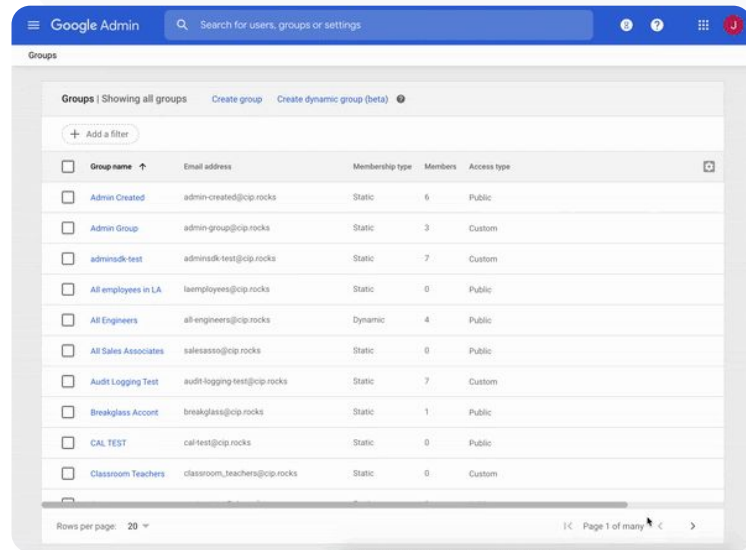 Google Admin
Search for users, groups or settings
8
?
J
Groups
Groups | Showing all groups Create group Create dynamic group (beta) ?
+ Add a filter
Group name ↑ Email address Membership type Members Access type
Admin Created admin-created@cip.rocks Static 6 Public
Admin Group admin-group@cip.rocks Static 3 Custom
adminsdk-test adminsdk-test@cip.rocks Static 7 Custom
All employees in LA laemployees@cip.rocks Static 0 Public
All Engineers all-engineers@cip.rocks Dynamic 4 Public
All Sales Associates salesasso@cip.rocks Static 0 Public
Audit Logging Test audit-logging-test@cip.rocks Static 7 Custom
Breakglass Accont breakglass@cip.rocks Static 1 Public
CAL TEST cal-test@cip.rocks Static 0 Public
Classroom Teachers classroom_teachers@cip.rocks Static 0 Custom
Rows per page: 20 Page 1 of many